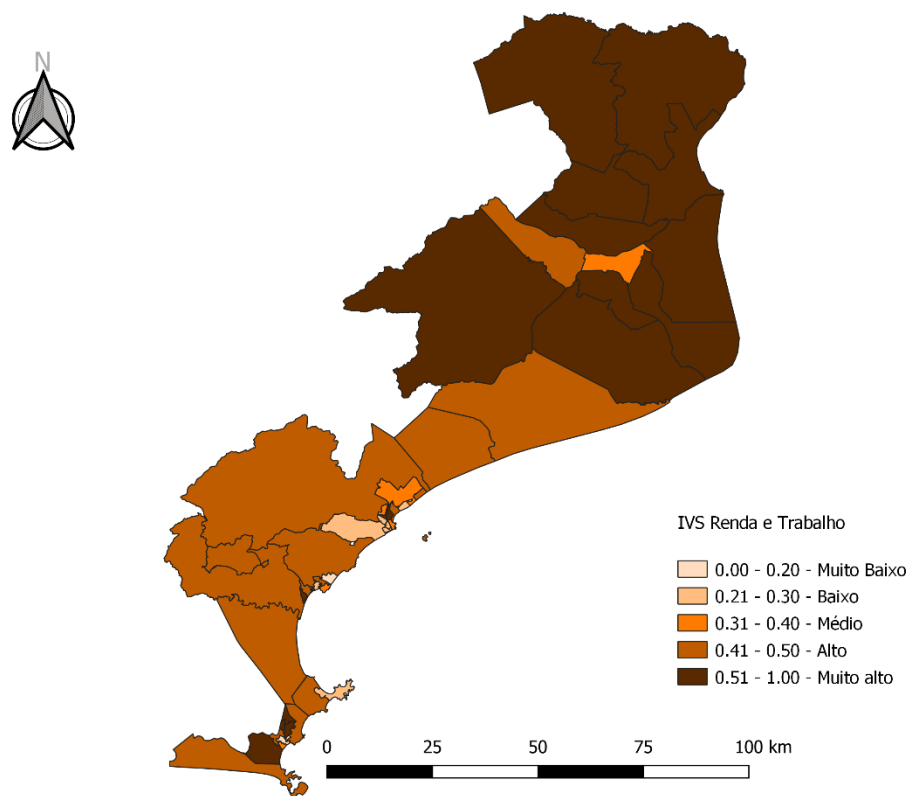 N
IVS Renda e Trabalho
0.00 - 0.20 - Muito Baixo
0.21 - 0.30 - Baixo
0.31 - 0.40 - Médio
0.41 - 0.50 - Alto
0.51 - 1.00 - Muito alto
0 25 50 75 100 km